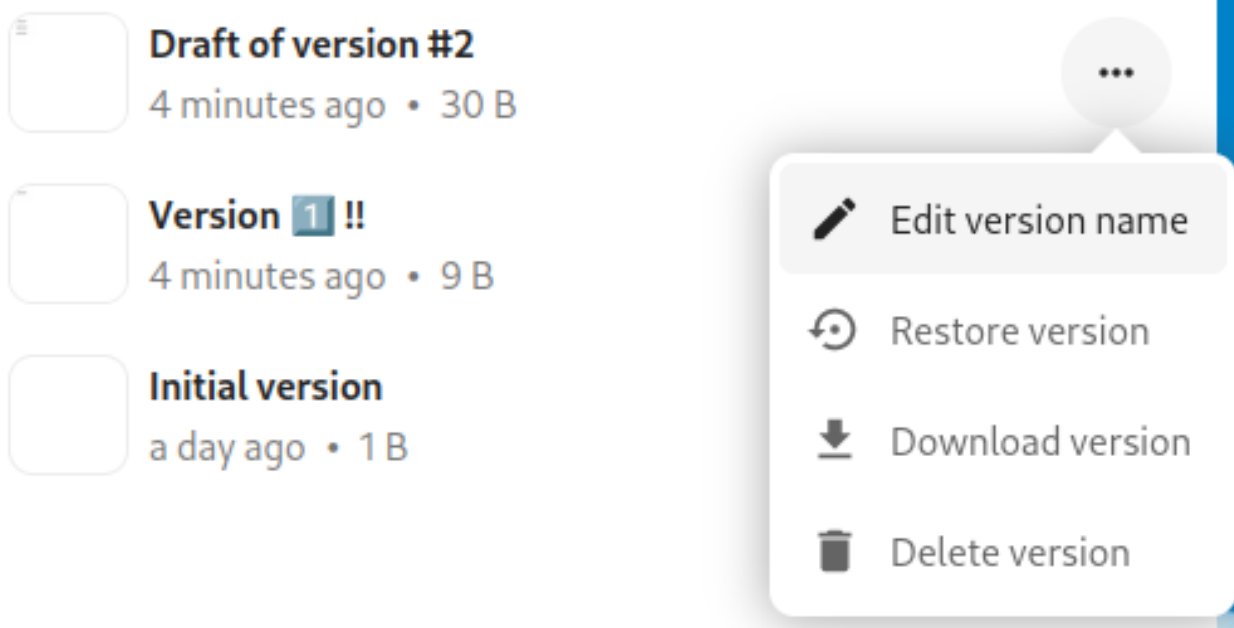 Draft of version #2
4 minutes ago • 30 B
Version 1️⃣ !!
4 minutes ago • 9 B
Initial version
a day ago • 1 B
Edit version name
Restore version
Download version
Delete version